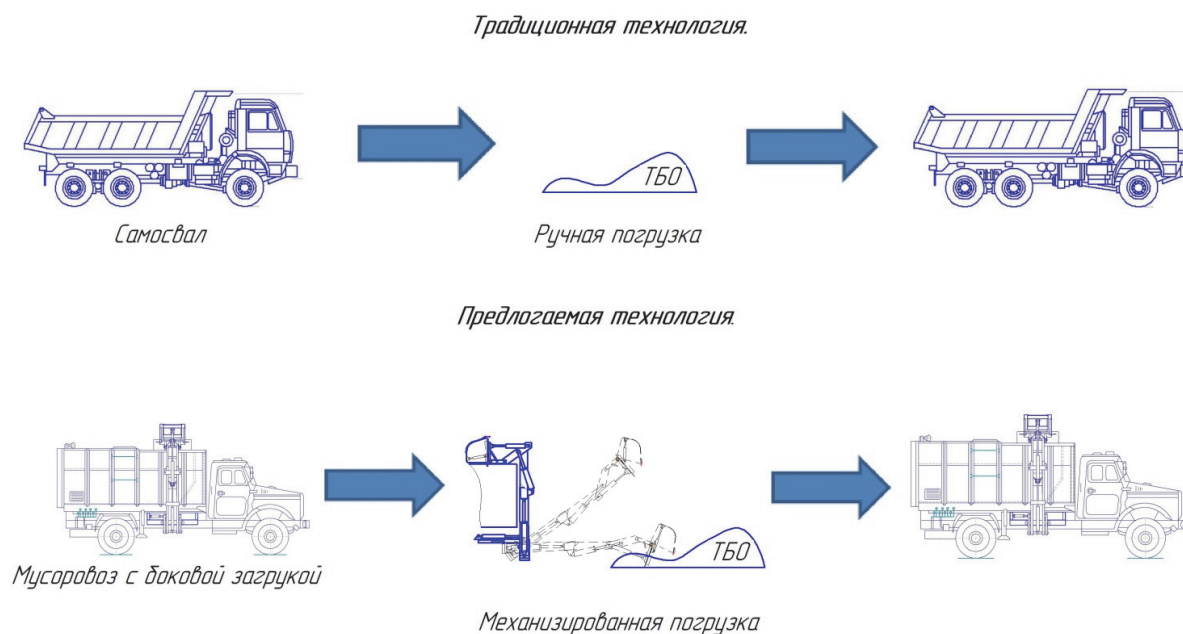 Традиционная технология.
ТБО
Самосвал
Ручная погрузка
Предлогаемая технология.
ТБО
Мусоровоз с боковой загрукой
Механизированная погрузка